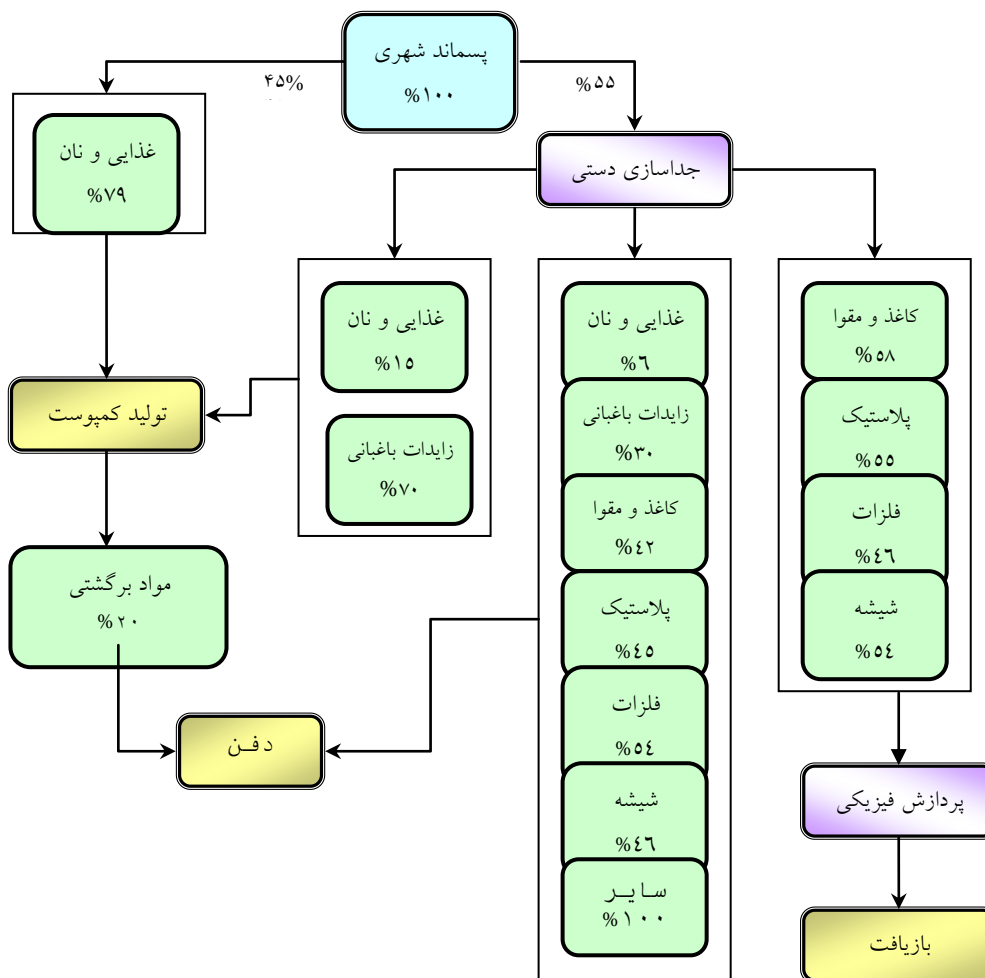 پسماند شهری
%۱۰۰
۴۵%
%۵۵
غذایی و نان
%۷۹
جداسازی دستی
غذایی و نان
%۱۵
زایدات باغبانی
%۷۰
غذایی و نان
%٦
زایدات باغبانی
%۳۰
کاغذ و مقوا
%٤۲
پلاستیک
%٤۵
فلزات
%۵٤
شیشه
%٤٦
سایر
%۱۰۰
کاغذ و مقوا
%۵۸
پلاستیک
%۵۵
فلزات
%٤٦
شیشه
%۵٤
تولید کمپوست
مواد برگشتی
%۲۰
دفن
پردازش فیزیکی
بازیافت